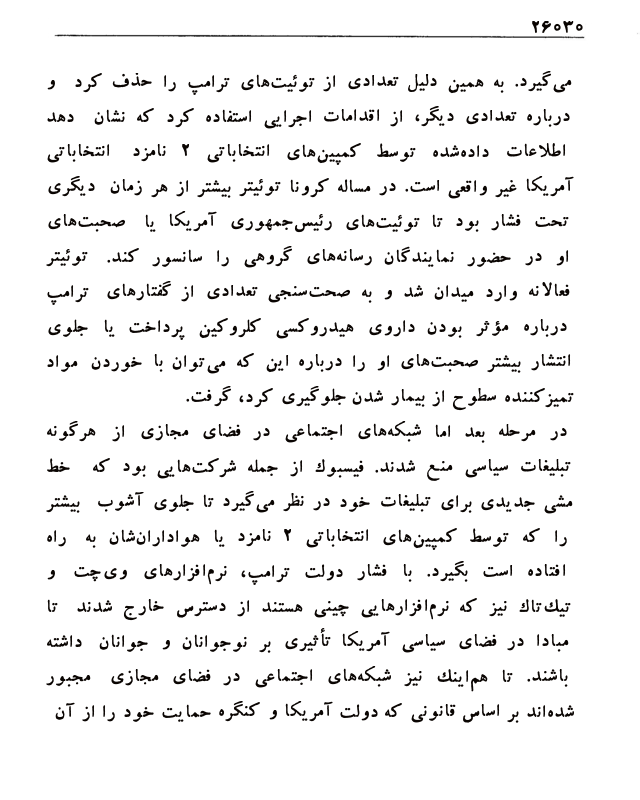 ۲۶۰۳۰
می‌گیرد. به همین دلیل تعدادی از توئیت‌های ترامپ را حذف کرد و
درباره تعدادی دیگر، از اقدامات اجرایی استفاده کرد که نشان دهد
اطلاعات داده‌شده توسط کمپین‌های انتخاباتی ۲ نامزد انتخاباتی
آمریکا غیر واقعی است. در مساله کرونا توئیتر بیشتر از هر زمان دیگری
تحت فشار بود تا توئیت‌های رئیس‌جمهوری آمریکا یا صحبت‌های
او در حضور نمایندگان رسانه‌های گروهی را سانسور کند. توئیتر
فعالانه وارد میدان شد و به صحت‌سنجی تعدادی از گفتارهای ترامپ
درباره مؤثر بودن داروی هیدروکسی کلروکین پرداخت یا جلوی
انتشار بیشتر صحبت‌های او را درباره این که می‌توان با خوردن مواد
تمیزکننده سطوح از بیمار شدن جلوگیری کرد، گرفت.
در مرحله بعد اما شبکه‌های اجتماعی در فضای مجازی از هرگونه
تبلیغات سیاسی منع شدند. فیسبوك از جمله شرکت‌هایی بود که خط
مشی جدیدی برای تبلیغات خود در نظر می‌گیرد تا جلوی آشوب بیشتر
را که توسط کمپین‌های انتخاباتی ۲ نامزد یا هواداران‌شان به راه
افتاده است بگیرد. با فشار دولت ترامپ، نرم‌افزارهای وی‌چت و
تیك‌تاك نیز که نرم‌افزارهایی چینی هستند از دسترس خارج شدند تا
مبادا در فضای سیاسی آمریکا تأثیری بر نوجوانان و جوانان داشته
باشند. تا هم‌اینك نیز شبکه‌های اجتماعی در فضای مجازی مجبور
شده‌اند بر اساس قانونی که دولت آمریکا و کنگره حمایت خود را از آن